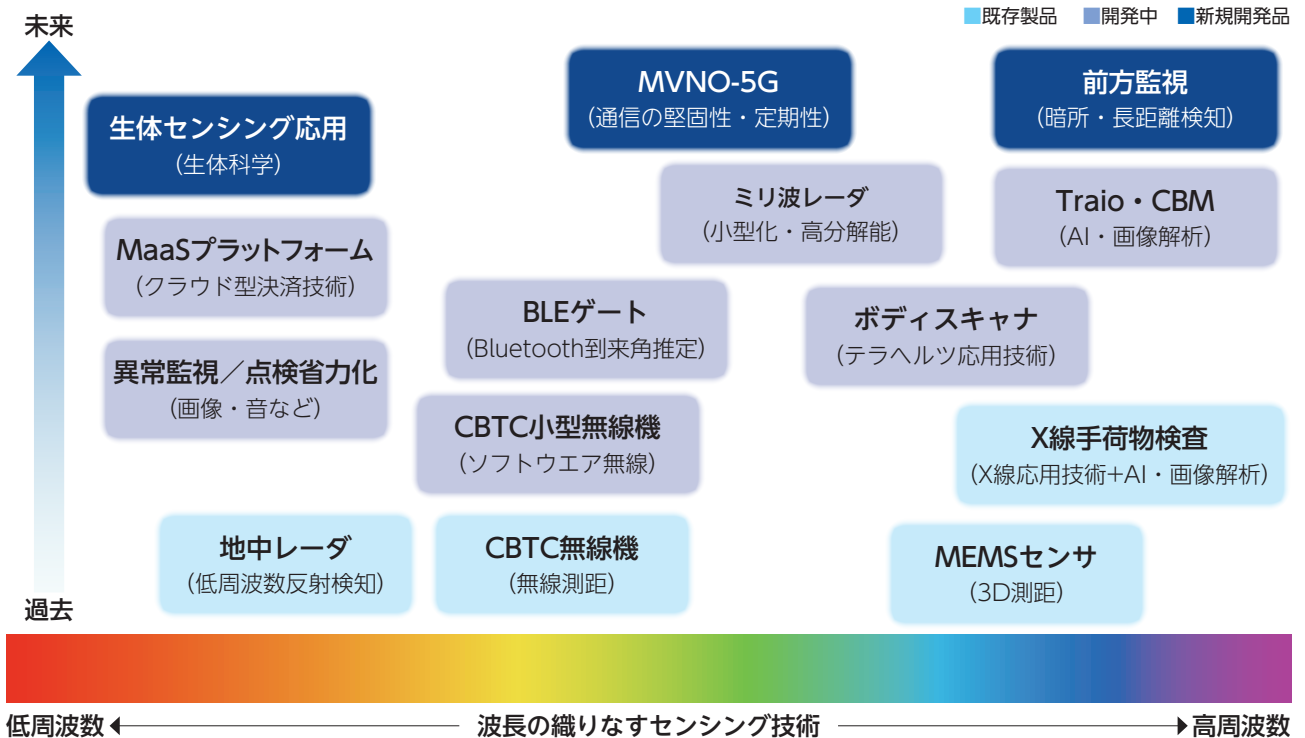 ■既存製品 ■開発中 ■新規開発品
未来
MVNO-5G
(通信の堅固性・定期性)
前方監視
(暗所・長距離検知)
生体センシング応用
(生体科学)
ミリ波レーダ
(小型化・高分解能)
Traio・CBM
(AI・画像解析)
MaaSプラットフォーム
(クラウド型決済技術)
BLEゲート
(Bluetooth到来角推定)
ボディスキャナ
(テラヘルツ応用技術)
異常監視／点検省力化
(画像・音など)
CBTC小型無線機
(ソフトウエア無線)
X線手荷物検査
(X線応用技術+AI・画像解析)
地中レーダ
(低周波数反射検知)
CBTC無線機
(無線測距)
MEMSセンサ
(3D測距)
過去
低周波数 波長の織りなすセンシング技術 高周波数